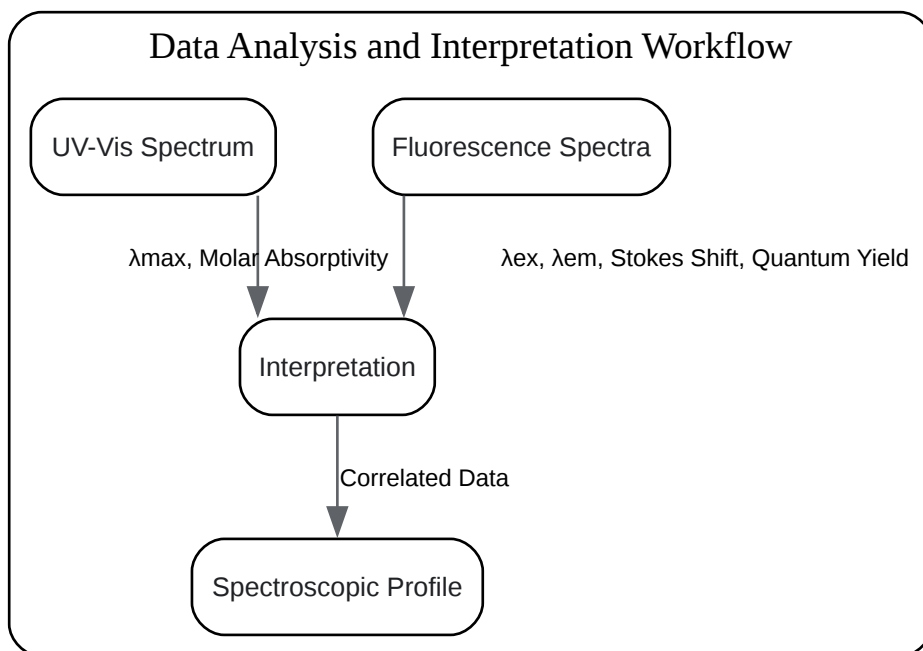 Data Analysis and Interpretation Workflow
UV-Vis Spectrum
Fluorescence Spectra
λmax, Molar Absorptivity
λex, λem, Stokes Shift, Quantum Yield
Interpretation
Correlated Data
Spectroscopic Profile